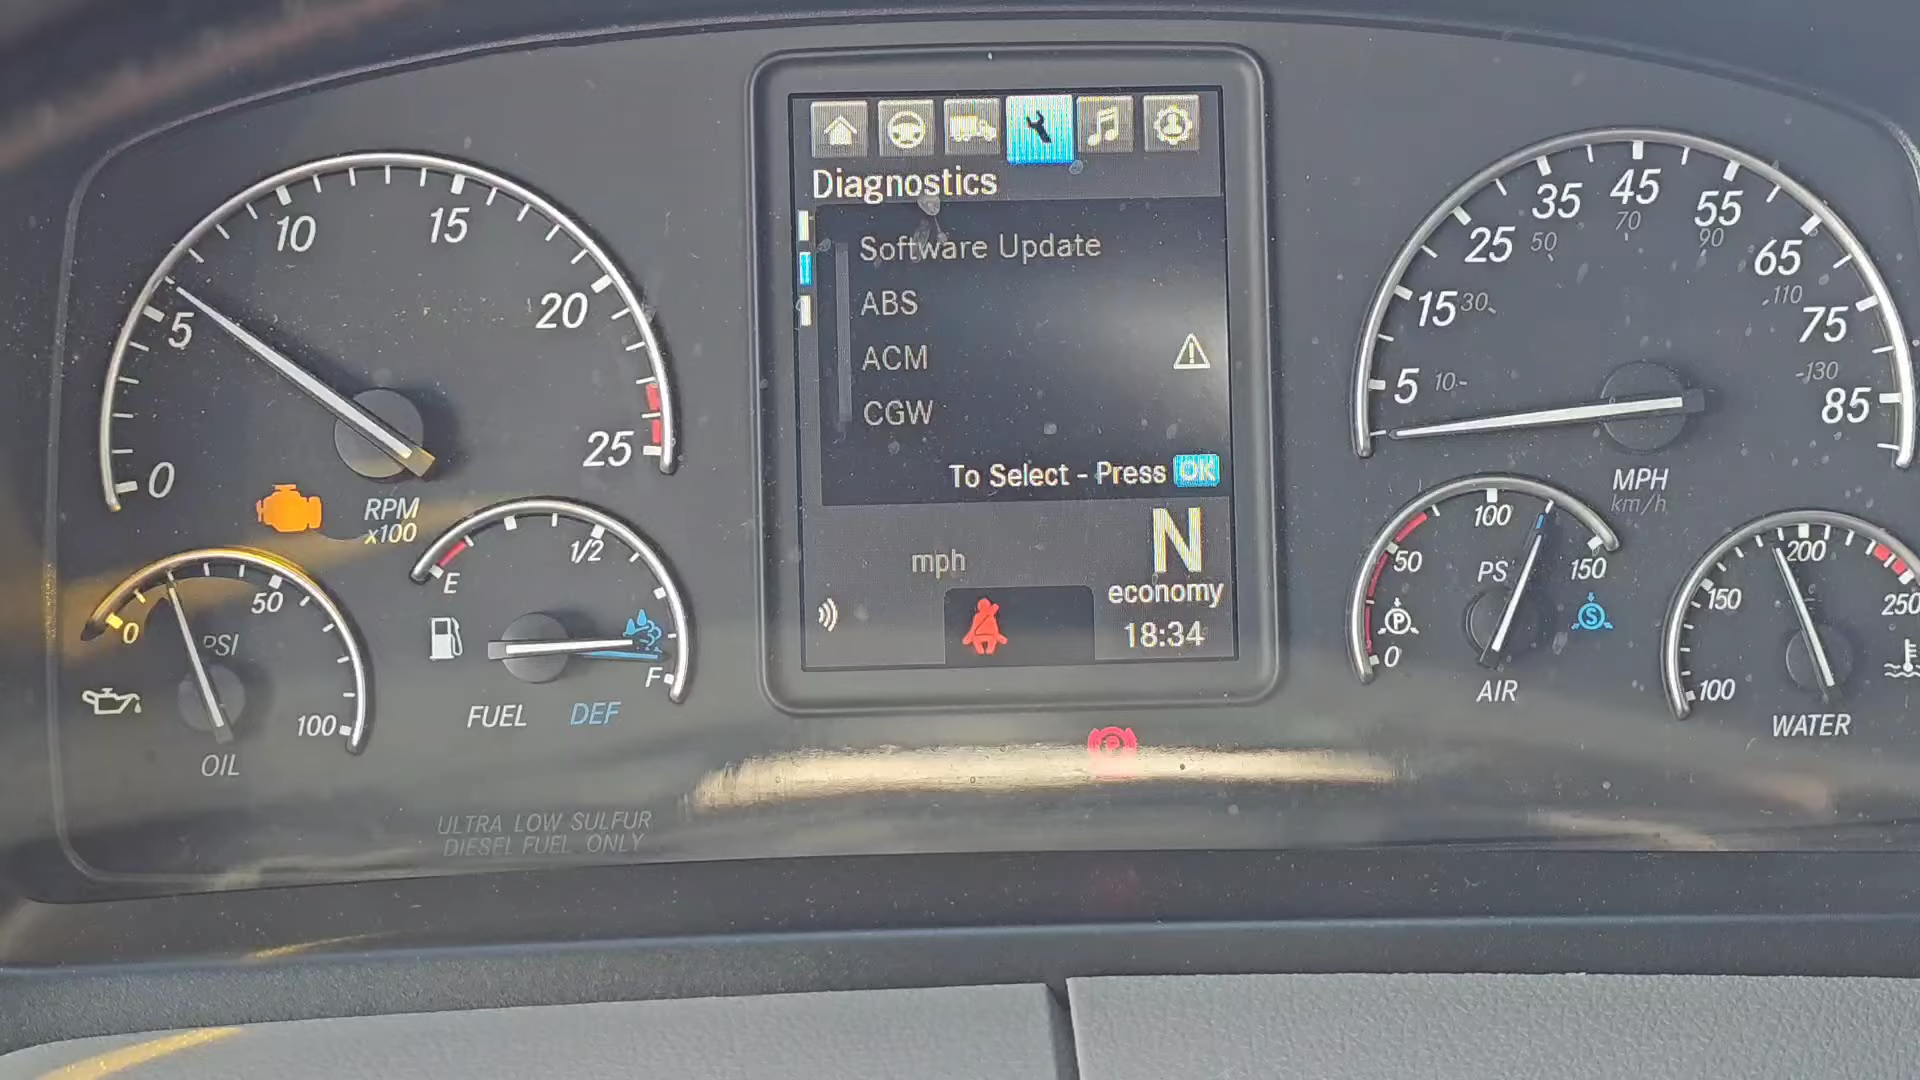 Diagnostics
Software Update
ABS
ACM
CGW
To Select - Press OK
mph
N
economy
18:34
0
5
10
15
20
25
RPM
x100
0
50
100
PSI
OIL
E
1/2
F
FUEL DEF
ULTRA LOW SULFUR
DIESEL FUEL ONLY
5
15
25
35
45
55
65
75
85
10
30
50
70
90
110
130
MPH
km/h
0
50
100
150
PS
P
S
AIR
100
150
200
250
WATER
P